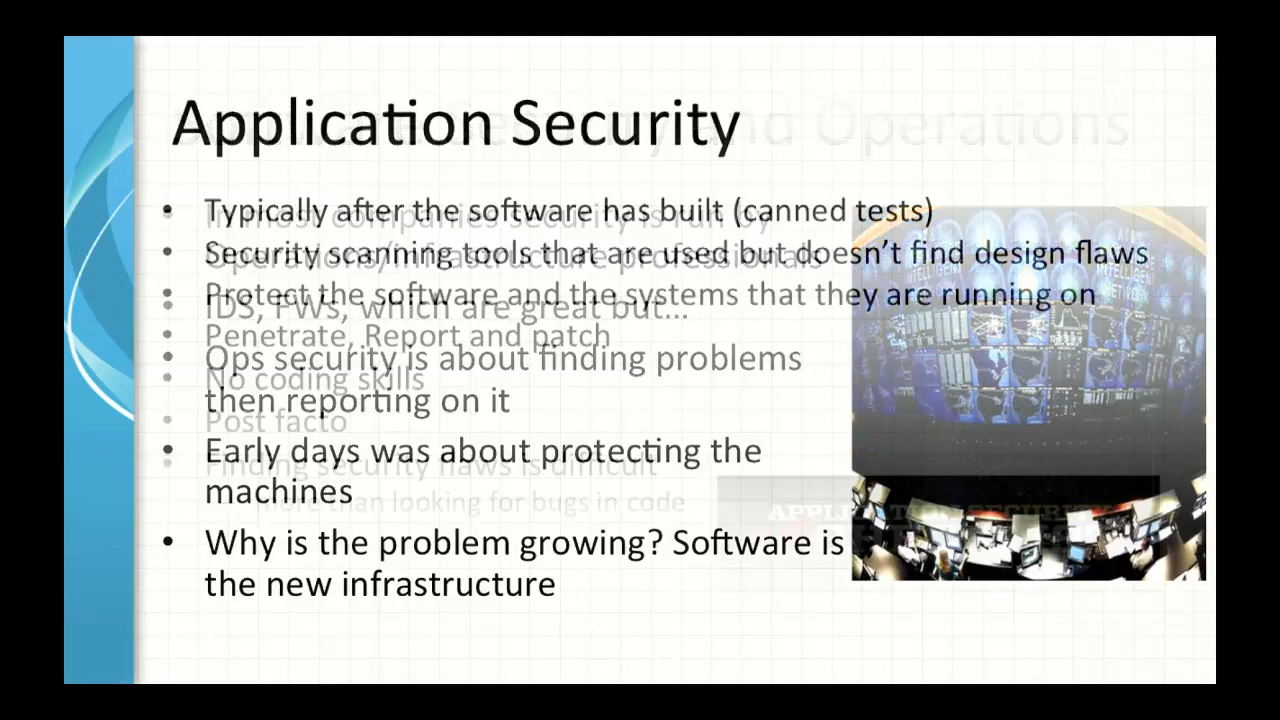 Application Security
and Operations
• Typically after the software has built (canned tests)
• Security scanning tools that are used but doesn't find design flaws
• Protect the software and the systems that they are running on
• Penetrate, Report and patch
• No coding skills
• Post facto
• Finding security flaws is difficult
more than looking for bugs in code
APPLICATION SECURITY
In most companies security is run by
Operations/Infrastructure professionals
• IDS, FWs, which are great but...
• Ops security is about finding problems
then reporting on it
• Early days was about protecting the
machines
• Why is the problem growing? Software is
the new infrastructure
INTELLIGENT
NETWORK